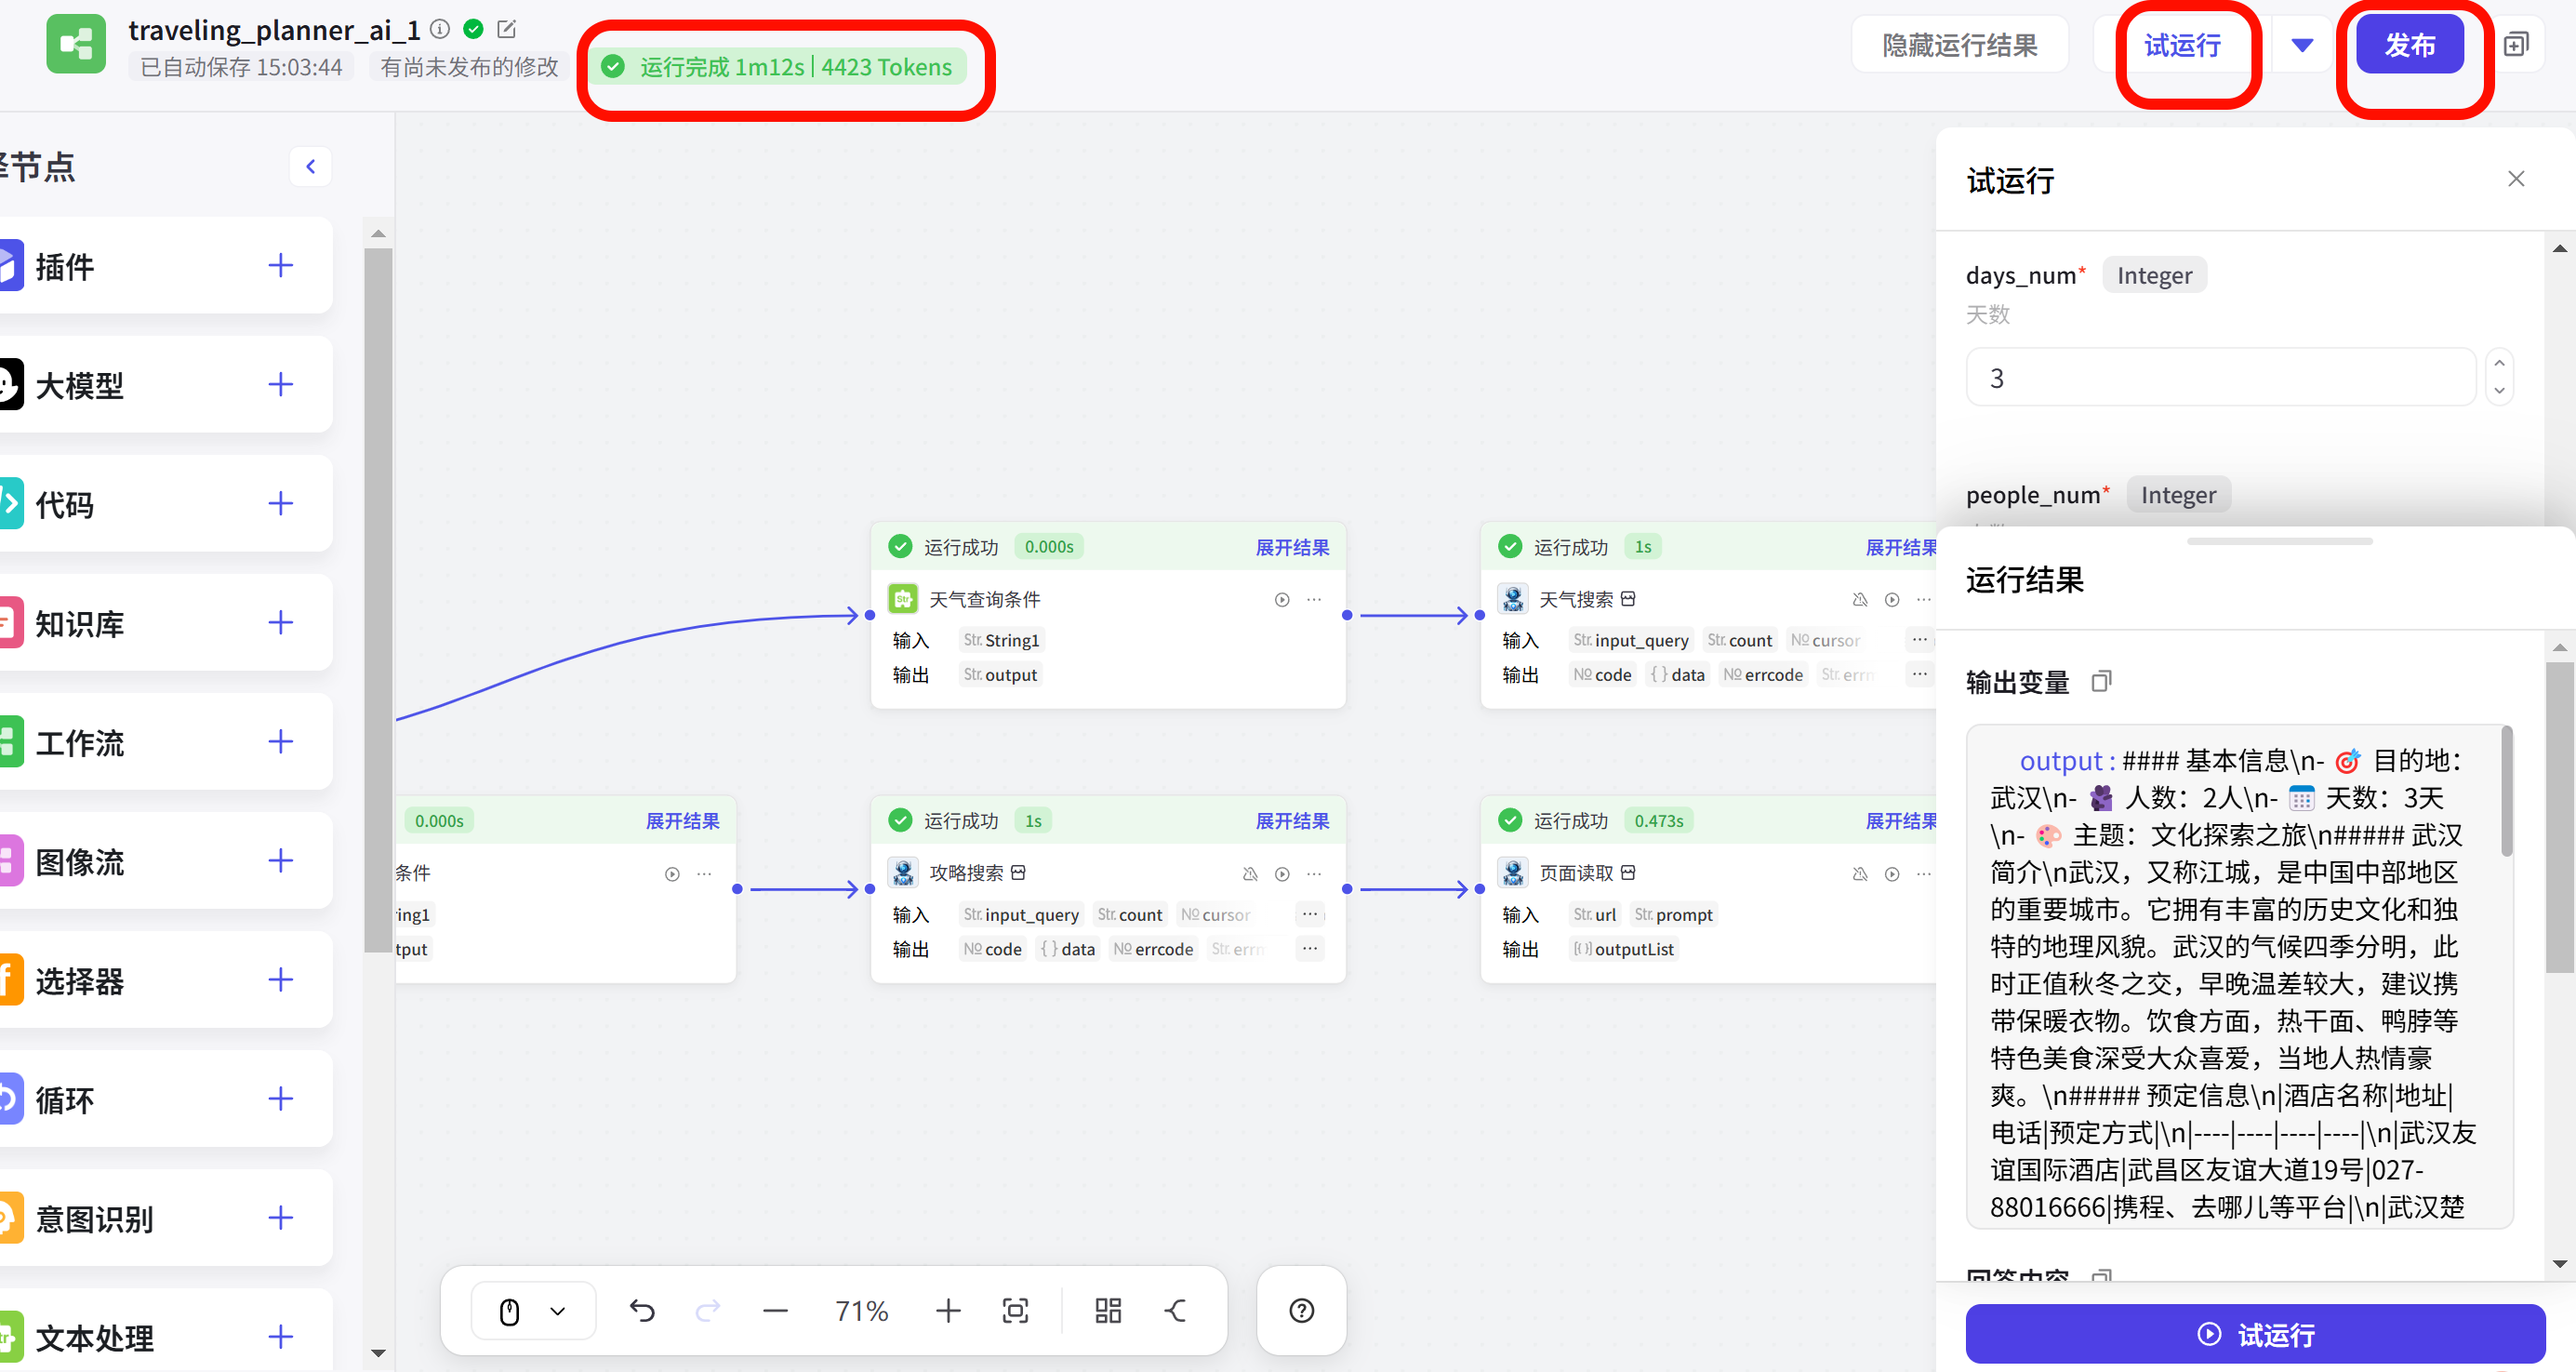 traveling_planner_ai_1
已自动保存 15:03:44
有尚未发布的修改
运行完成 1m12s | 4423 Tokens
隐藏运行结果
试运行
发布
节点
插件
大模型
代码
知识库
工作流
图像流
选择器
循环
意图识别
文本处理
运行成功 0.000s 展开结果
天气查询条件
输入 Str. String1
输出 Str. output
运行成功 1s 展开结果
天气搜索
输入 Str. input_query Str. count No cursor ...
输出 No code { } data No errcode Str. errn ...
0.000s 展开结果
条件
ring1
tput
运行成功 1s 展开结果
攻略搜索
输入 Str. input_query Str. count No cursor ...
输出 No code { } data No errcode Str. errn ...
运行成功 0.473s 展开结果
页面读取
输入 Str. url Str. prompt
输出 [()] outputList
71%
试运行
days_num* Integer
天数
3
people_num* Integer
运行结果
输出变量
output : #### 基本信息\n- 🎯 目的地：
武汉\n- 人数：2人\n- 天数：3天
\n- 🎨 主题：文化探索之旅\n##### 武汉
简介\n武汉，又称江城，是中国中部地区
的重要城市。它拥有丰富的历史文化和独
特的地理风貌。武汉的气候四季分明，此
时正值秋冬之交，早晚温差较大，建议携
带保暖衣物。饮食方面，热干面、鸭脖等
特色美食深受大众喜爱，当地人热情豪
爽。\n##### 预定信息\n|酒店名称|地址|
电话|预定方式|\n|----|----|----|----|\n|武汉友
谊国际酒店|武昌区友谊大道19号|027-
88016666|携程、去哪儿等平台|\n|武汉楚
回答内容
试运行